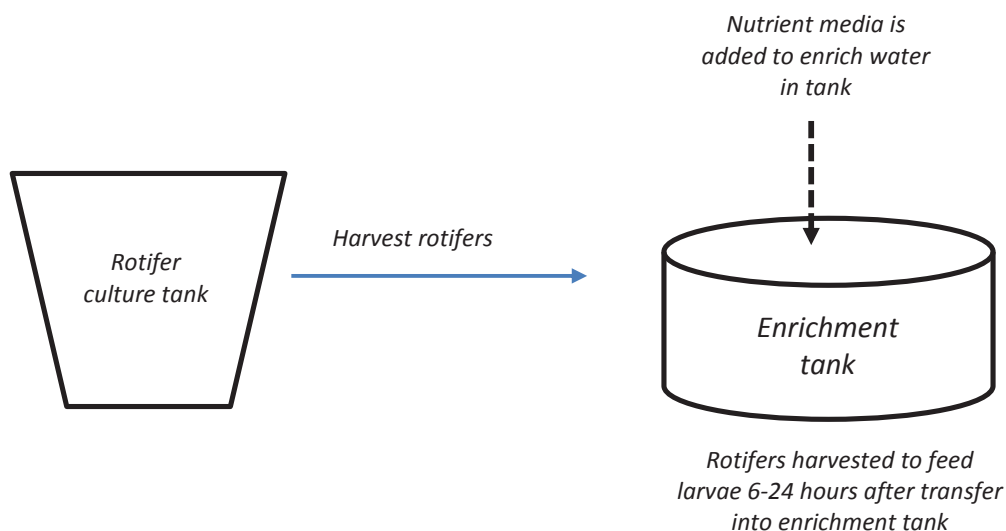 Rotifer
culture tank
Harvest rotifers
Nutrient media is
added to enrich water
in tank
Enrichment
tank
Rotifers harvested to feed
larvae 6-24 hours after transfer
into enrichment tank